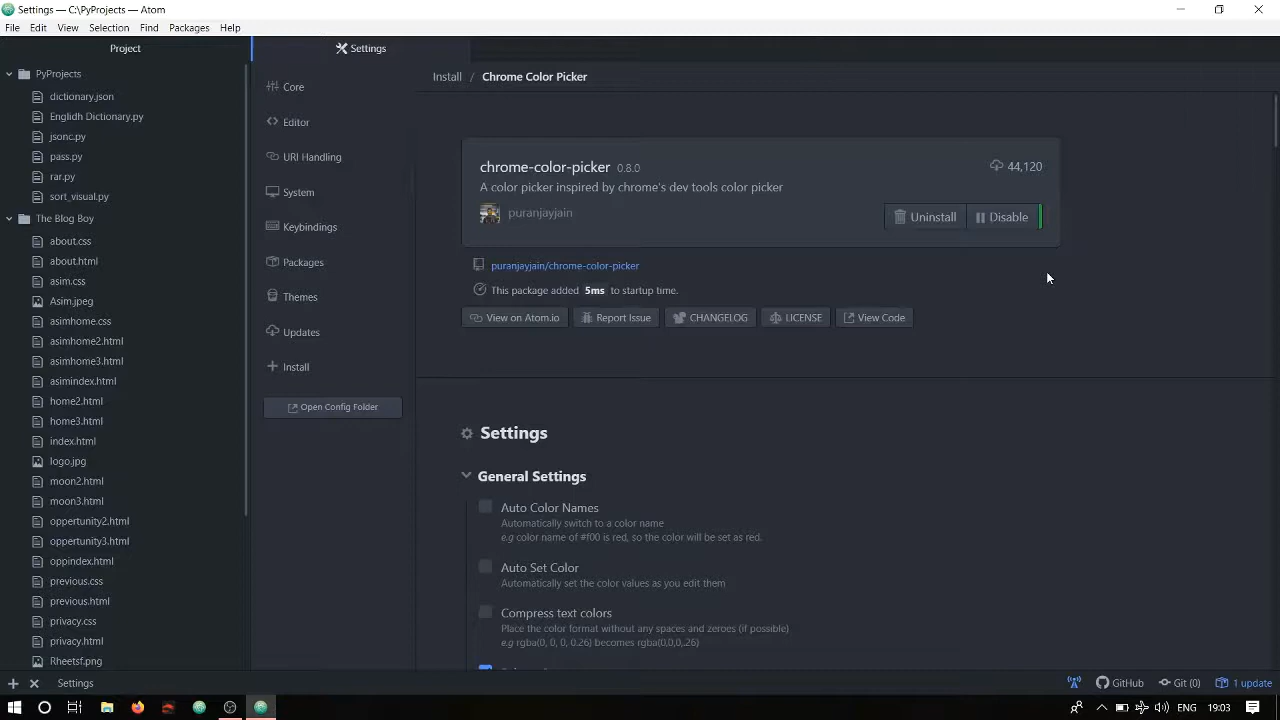 Settings — C:\PyProjects — Atom
File Edit View Selection Find Packages Help
Project
PyProjects
dictionary.json
Englidh Dictionary.py
jsonc.py
pass.py
rar.py
sort_visual.py
The Blog Boy
about.css
about.html
asim.css
Asim.jpeg
asimhome.css
asimhome2.html
asimhome3.html
asimindex.html
home2.html
home3.html
index.html
logo.jpg
moon2.html
moon3.html
oppertunity2.html
oppertunity3.html
oppindex.html
previous.css
previous.html
privacy.css
privacy.html
Rheetsf.png
Settings
Core
Editor
URI Handling
System
Keybindings
Packages
Themes
Updates
Install
Open Config Folder
Install / Chrome Color Picker
chrome-color-picker 0.8.0
44,120
A color picker inspired by chrome's dev tools color picker
puranjayjain
Uninstall
Disable
puranjayjain/chrome-color-picker
This package added 5ms to startup time.
View on Atom.io
Report Issue
CHANGELOG
LICENSE
View Code
Settings
General Settings
Auto Color Names
Automatically switch to a color name
e.g color name of #f00 is red, so the color will be set as red.
Auto Set Color
Automatically set the color values as you edit them
Compress text colors
Place the color format without any spaces and zeroes (if possible)
e.g rgba(0, 0, 0, 0.26) becomes rgba(0,0,0,.26)
Settings
GitHub
Git (0)
1 update
ENG
19:03